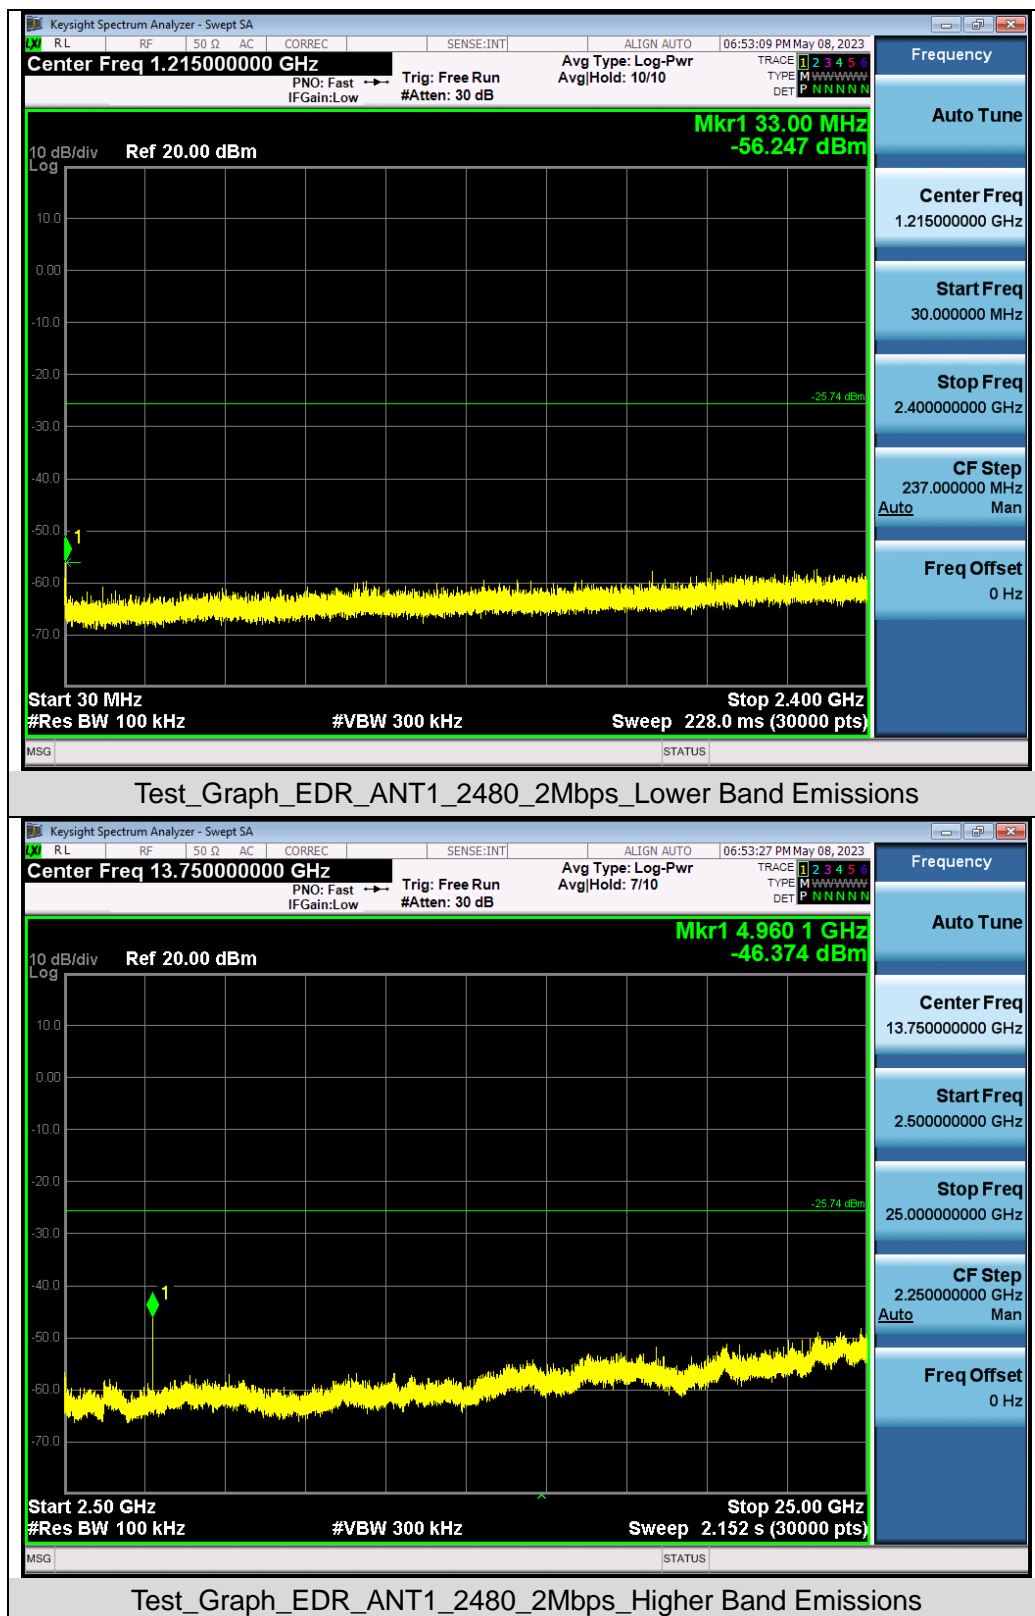 Keysight Spectrum Analyzer - Swept SA
LXI RL RF 50 Ω AC CORREC SENSE:INT ALIGN AUTO 06:53:09 PM May 08, 2023
Center Freq 1.215000000 GHz
PNO: Fast
IFGain:Low
Trig: Free Run
#Atten: 30 dB
Avg Type: Log-Pwr
Avg|Hold: 10/10
TRACE 1 2 3 4 5 6
TYPE M WWWWW
DET P N N N N N
Mkr1 33.00 MHz
-56.247 dBm
10 dB/div Ref 20.00 dBm
Log
10.0
0.00
-10.0
-20.0
-25.74 dBm
-30.0
-40.0
-50.0
1
-60.0
-70.0
Start 30 MHz Stop 2.400 GHz
#Res BW 100 kHz #VBW 300 kHz Sweep 228.0 ms (30000 pts)
MSG STATUS
Frequency
Auto Tune
Center Freq
1.215000000 GHz
Start Freq
30.000000 MHz
Stop Freq
2.400000000 GHz
CF Step
237.000000 MHz
Auto Man
Freq Offset
0 Hz
Test_Graph_EDR_ANT1_2480_2Mbps_Lower Band Emissions
Keysight Spectrum Analyzer - Swept SA
LXI RL RF 50 Ω AC CORREC SENSE:INT ALIGN AUTO 06:53:27 PM May 08, 2023
Center Freq 13.750000000 GHz
PNO: Fast
IFGain:Low
Trig: Free Run
#Atten: 30 dB
Avg Type: Log-Pwr
Avg|Hold: 7/10
TRACE 1 2 3 4 5 6
TYPE M WWWWW
DET P N N N N N
Mkr1 4.960 1 GHz
-46.374 dBm
10 dB/div Ref 20.00 dBm
Log
10.0
0.00
-10.0
-20.0
-25.74 dBm
-30.0
-40.0
1
-50.0
-60.0
-70.0
Start 2.50 GHz Stop 25.00 GHz
#Res BW 100 kHz #VBW 300 kHz Sweep 2.152 s (30000 pts)
MSG STATUS
Frequency
Auto Tune
Center Freq
13.750000000 GHz
Start Freq
2.500000000 GHz
Stop Freq
25.000000000 GHz
CF Step
2.250000000 GHz
Auto Man
Freq Offset
0 Hz
Test_Graph_EDR_ANT1_2480_2Mbps_Higher Band Emissions